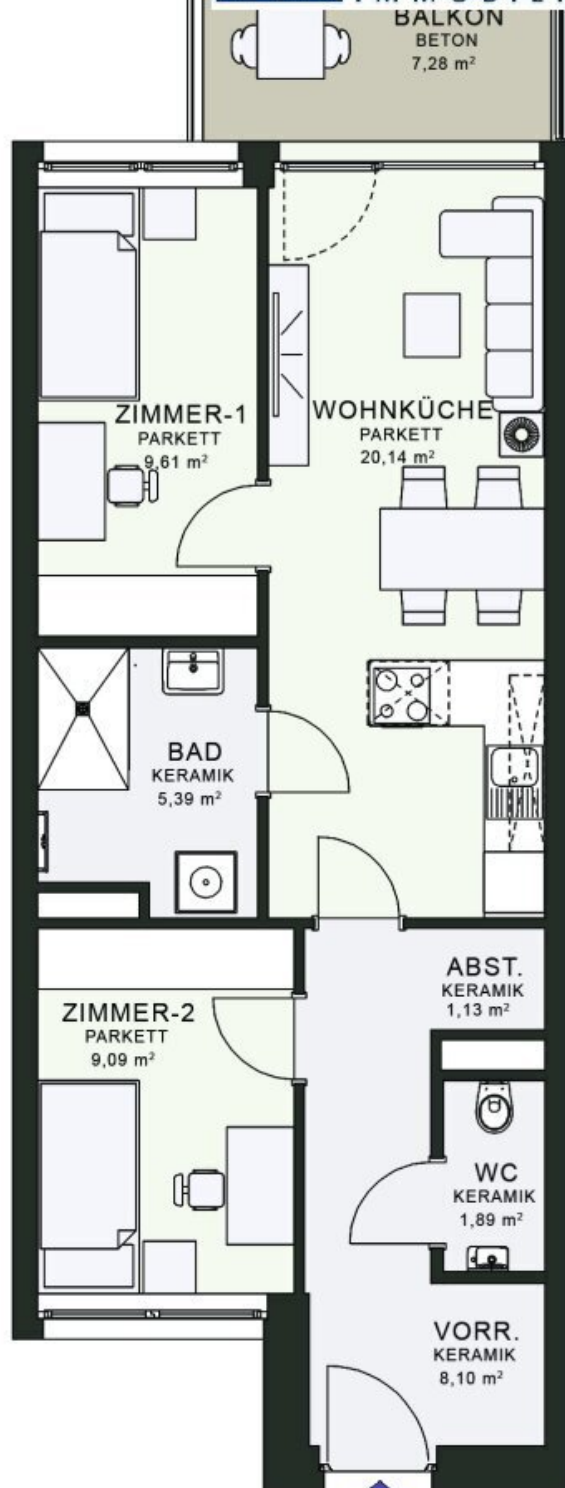 BALKON
BETON
7,28 m²
ZIMMER-1
PARKETT
9,61 m²
WOHNKÜCHE
PARKETT
20,14 m²
BAD
KERAMIK
5,39 m²
ABST.
KERAMIK
1,13 m²
ZIMMER-2
PARKETT
9,09 m²
WC
KERAMIK
1,89 m²
VORR.
KERAMIK
8,10 m²